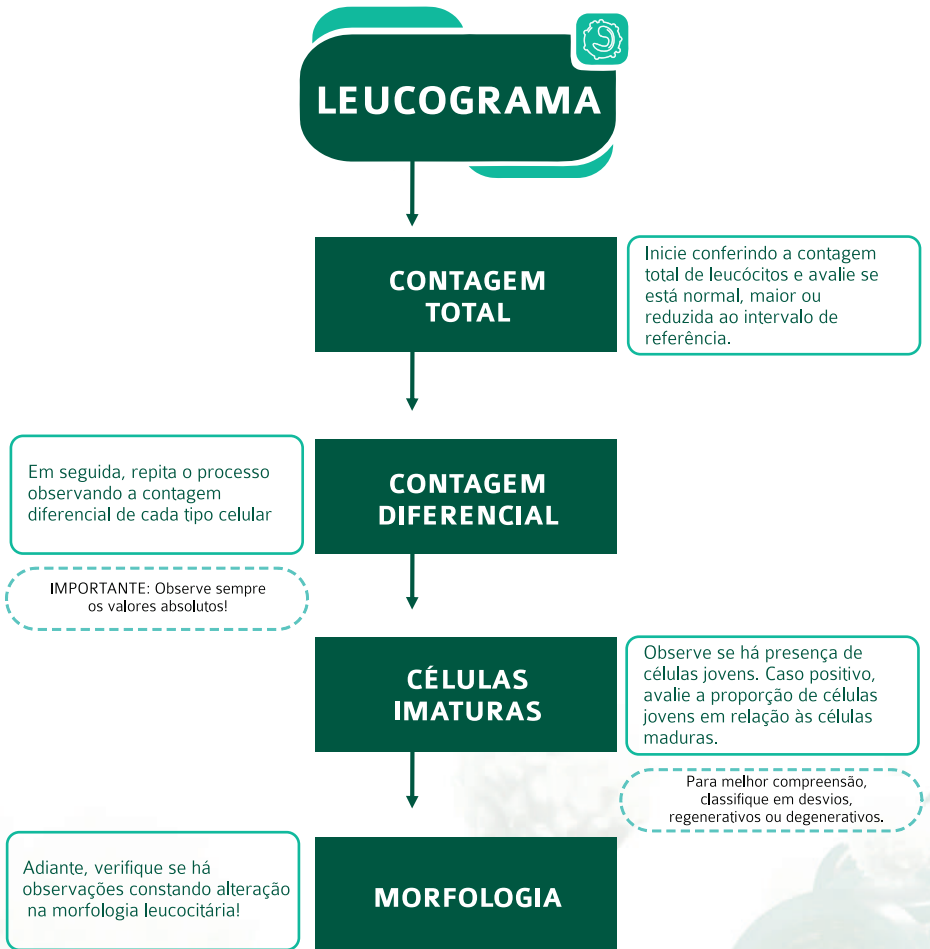 LEUCOGRAMA
CONTAGEM
TOTAL
Inicie conferindo a contagem
total de leucócitos e avalie se
está normal, maior ou
reduzida ao intervalo de
referência.
Em seguida, repita o processo
observando a contagem
diferencial de cada tipo celular
CONTAGEM
DIFERENCIAL
IMPORTANTE: Observe sempre
os valores absolutos!
CÉLULAS
IMATURAS
Observe se há presença de
células jovens. Caso positivo,
avalie a proporção de células
jovens em relação às células
maduras.
Para melhor compreensão,
classifique em desvios,
regenerativos ou degenerativos.
Adiante, verifique se há
observações constando alteração
na morfologia leucocitária!
MORFOLOGIA